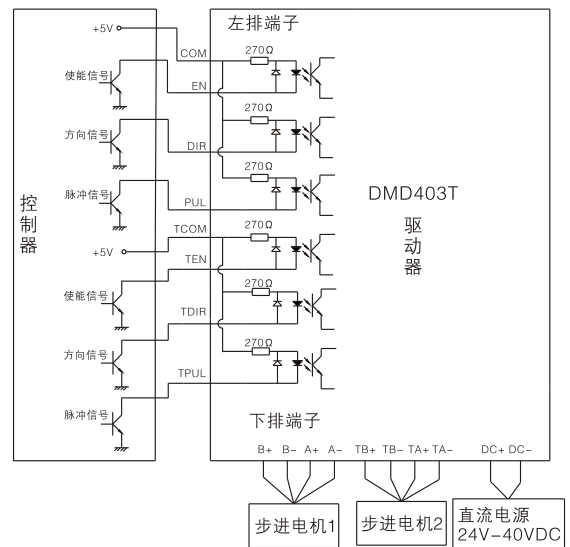 左排端子
+5V
COM
270Ω
使能信号
EN
270Ω
方向信号
DIR
270Ω
脉冲信号
PUL
控制器
DMD403T
驱动器
TCOM
270Ω
+5V
TEN
270Ω
使能信号
TDIR
270Ω
方向信号
TPUL
脉冲信号
下排端子
B+ B- A+ A- TB+ TB- TA+ TA- DC+ DC-
步进电机1
步进电机2
直流电源
24V-40VDC